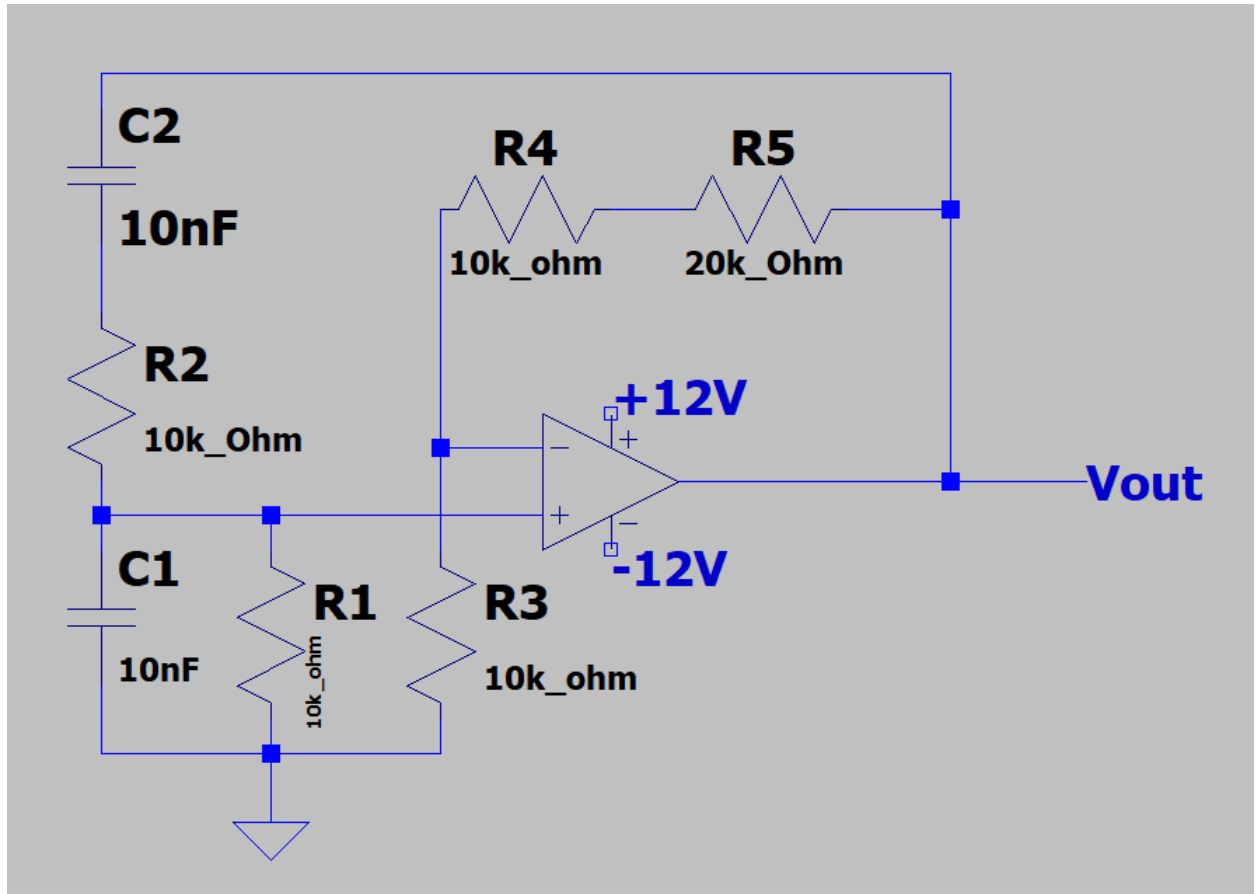 C2
10nF
R4
10k_ohm
R5
20k_Ohm
R2
10k_Ohm
+12V
-12V
Vout
C1
10nF
R1
10k_ohm
R3
10k_ohm